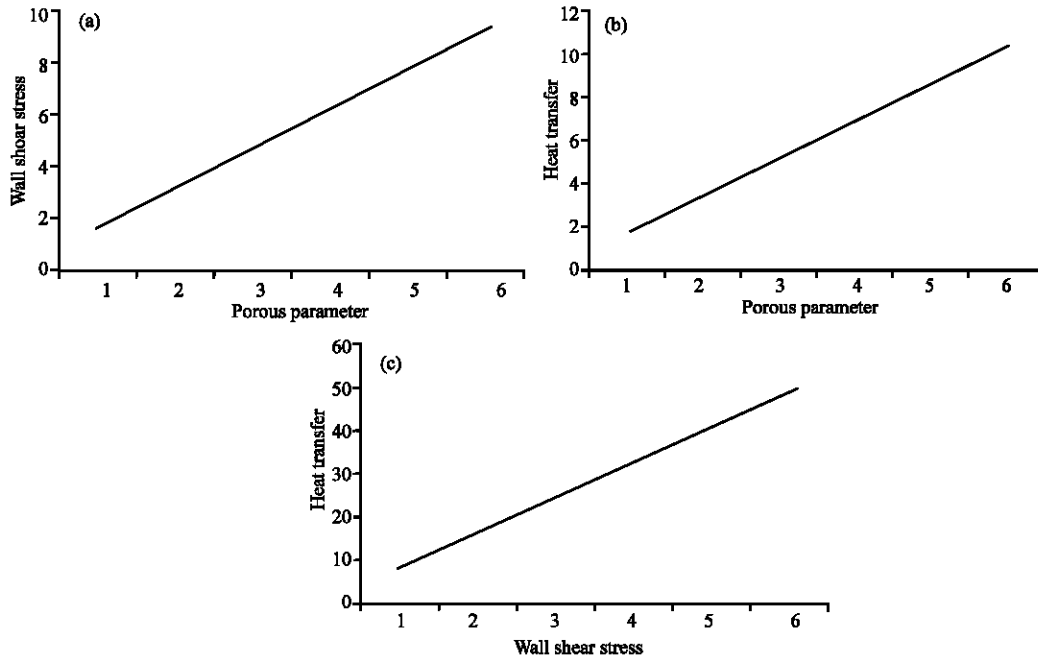 (a)
Wall shoar stress
10
8
6
4
2
0
1 2 3 4 5 6
Porous parameter
(b)
Heat transfer
12
10
8
6
4
2
0
1 2 3 4 5 6
Porous parameter
(c)
Heat transfer
60
50
40
30
20
10
0
1 2 3 4 5 6
Wall shear stress